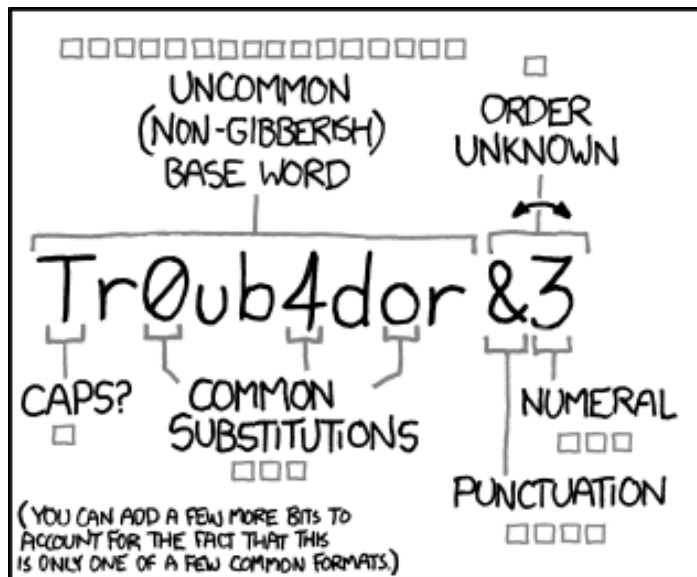 UNCOMMON
(NON-GIBBERISH)
BASE WORD
ORDER
UNKNOWN
Tr0ub4dor &3
CAPS?
COMMON
SUBSTITUTIONS
NUMERAL
PUNCTUATION
(YOU CAN ADD A FEW MORE BITS TO
ACCOUNT FOR THE FACT THAT THIS
IS ONLY ONE OF A FEW COMMON FORMATS.)